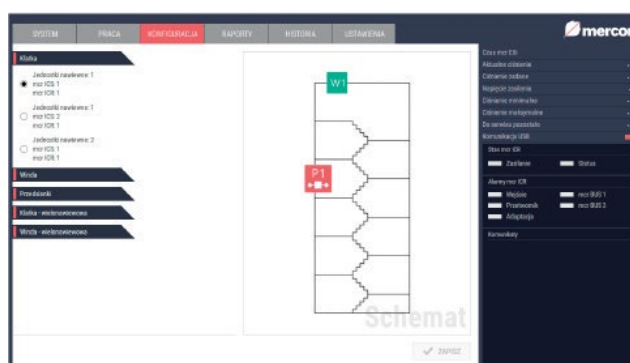 SYSTEM PRACA KONFIGURACJA RAPORTY HISTORIA USTAWIENIA
mercor
Klatka
Jednostki nawiewne: 1
mcr ICS: 1
mcr ICR: 1
Jednostki nawiewne: 1
mcr ICS: 2
mcr ICR: 1
Jednostki nawiewne: 2
mcr ICS: 1
mcr ICR: 1
Winda
Przedsionki
Klatka - wielonawiewowa
Winda - wielonawiewowa
W1
P1
Schemat
ZAPISZ
Czas mcr EXi
Aktualne ciśnienie
Ciśnienie zadane
Napięcie zasilania
Ciśnienie minimalne
Ciśnienie maksymalne
Do serwisu pozostało
Komunikacja USB
Stan mcr ICR
Zasilanie Status
Alarmy mcr ICR
Wejście mcr BUS 1
Przetwornik mcr BUS 2
Adaptacja
Komunikaty